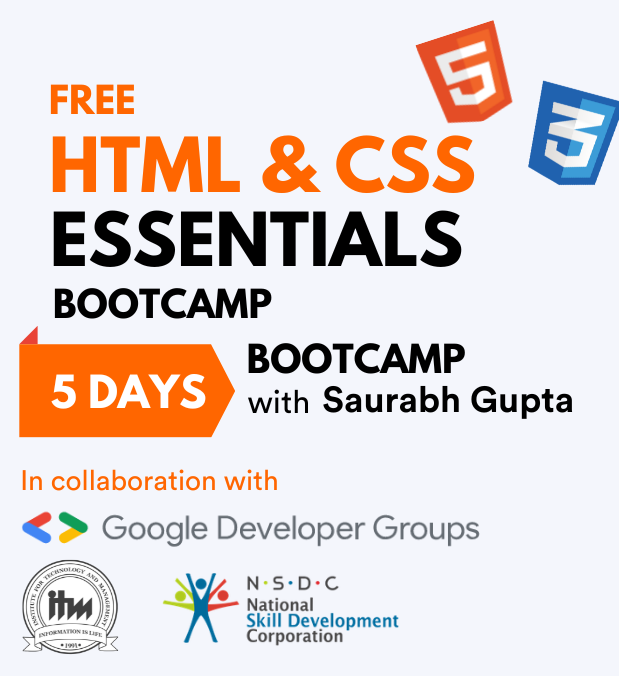 FREE
HTML & CSS
ESSENTIALS
BOOTCAMP
5 DAYS
BOOTCAMP
with Saurabh Gupta
In collaboration with
Google Developer Groups
INSTITUTE FOR TECHNOLOGY AND MANAGEMENT
itm
INFORMATION IS LIFE
•1991•
N·S·D·C
National
Skill Development
Corporation